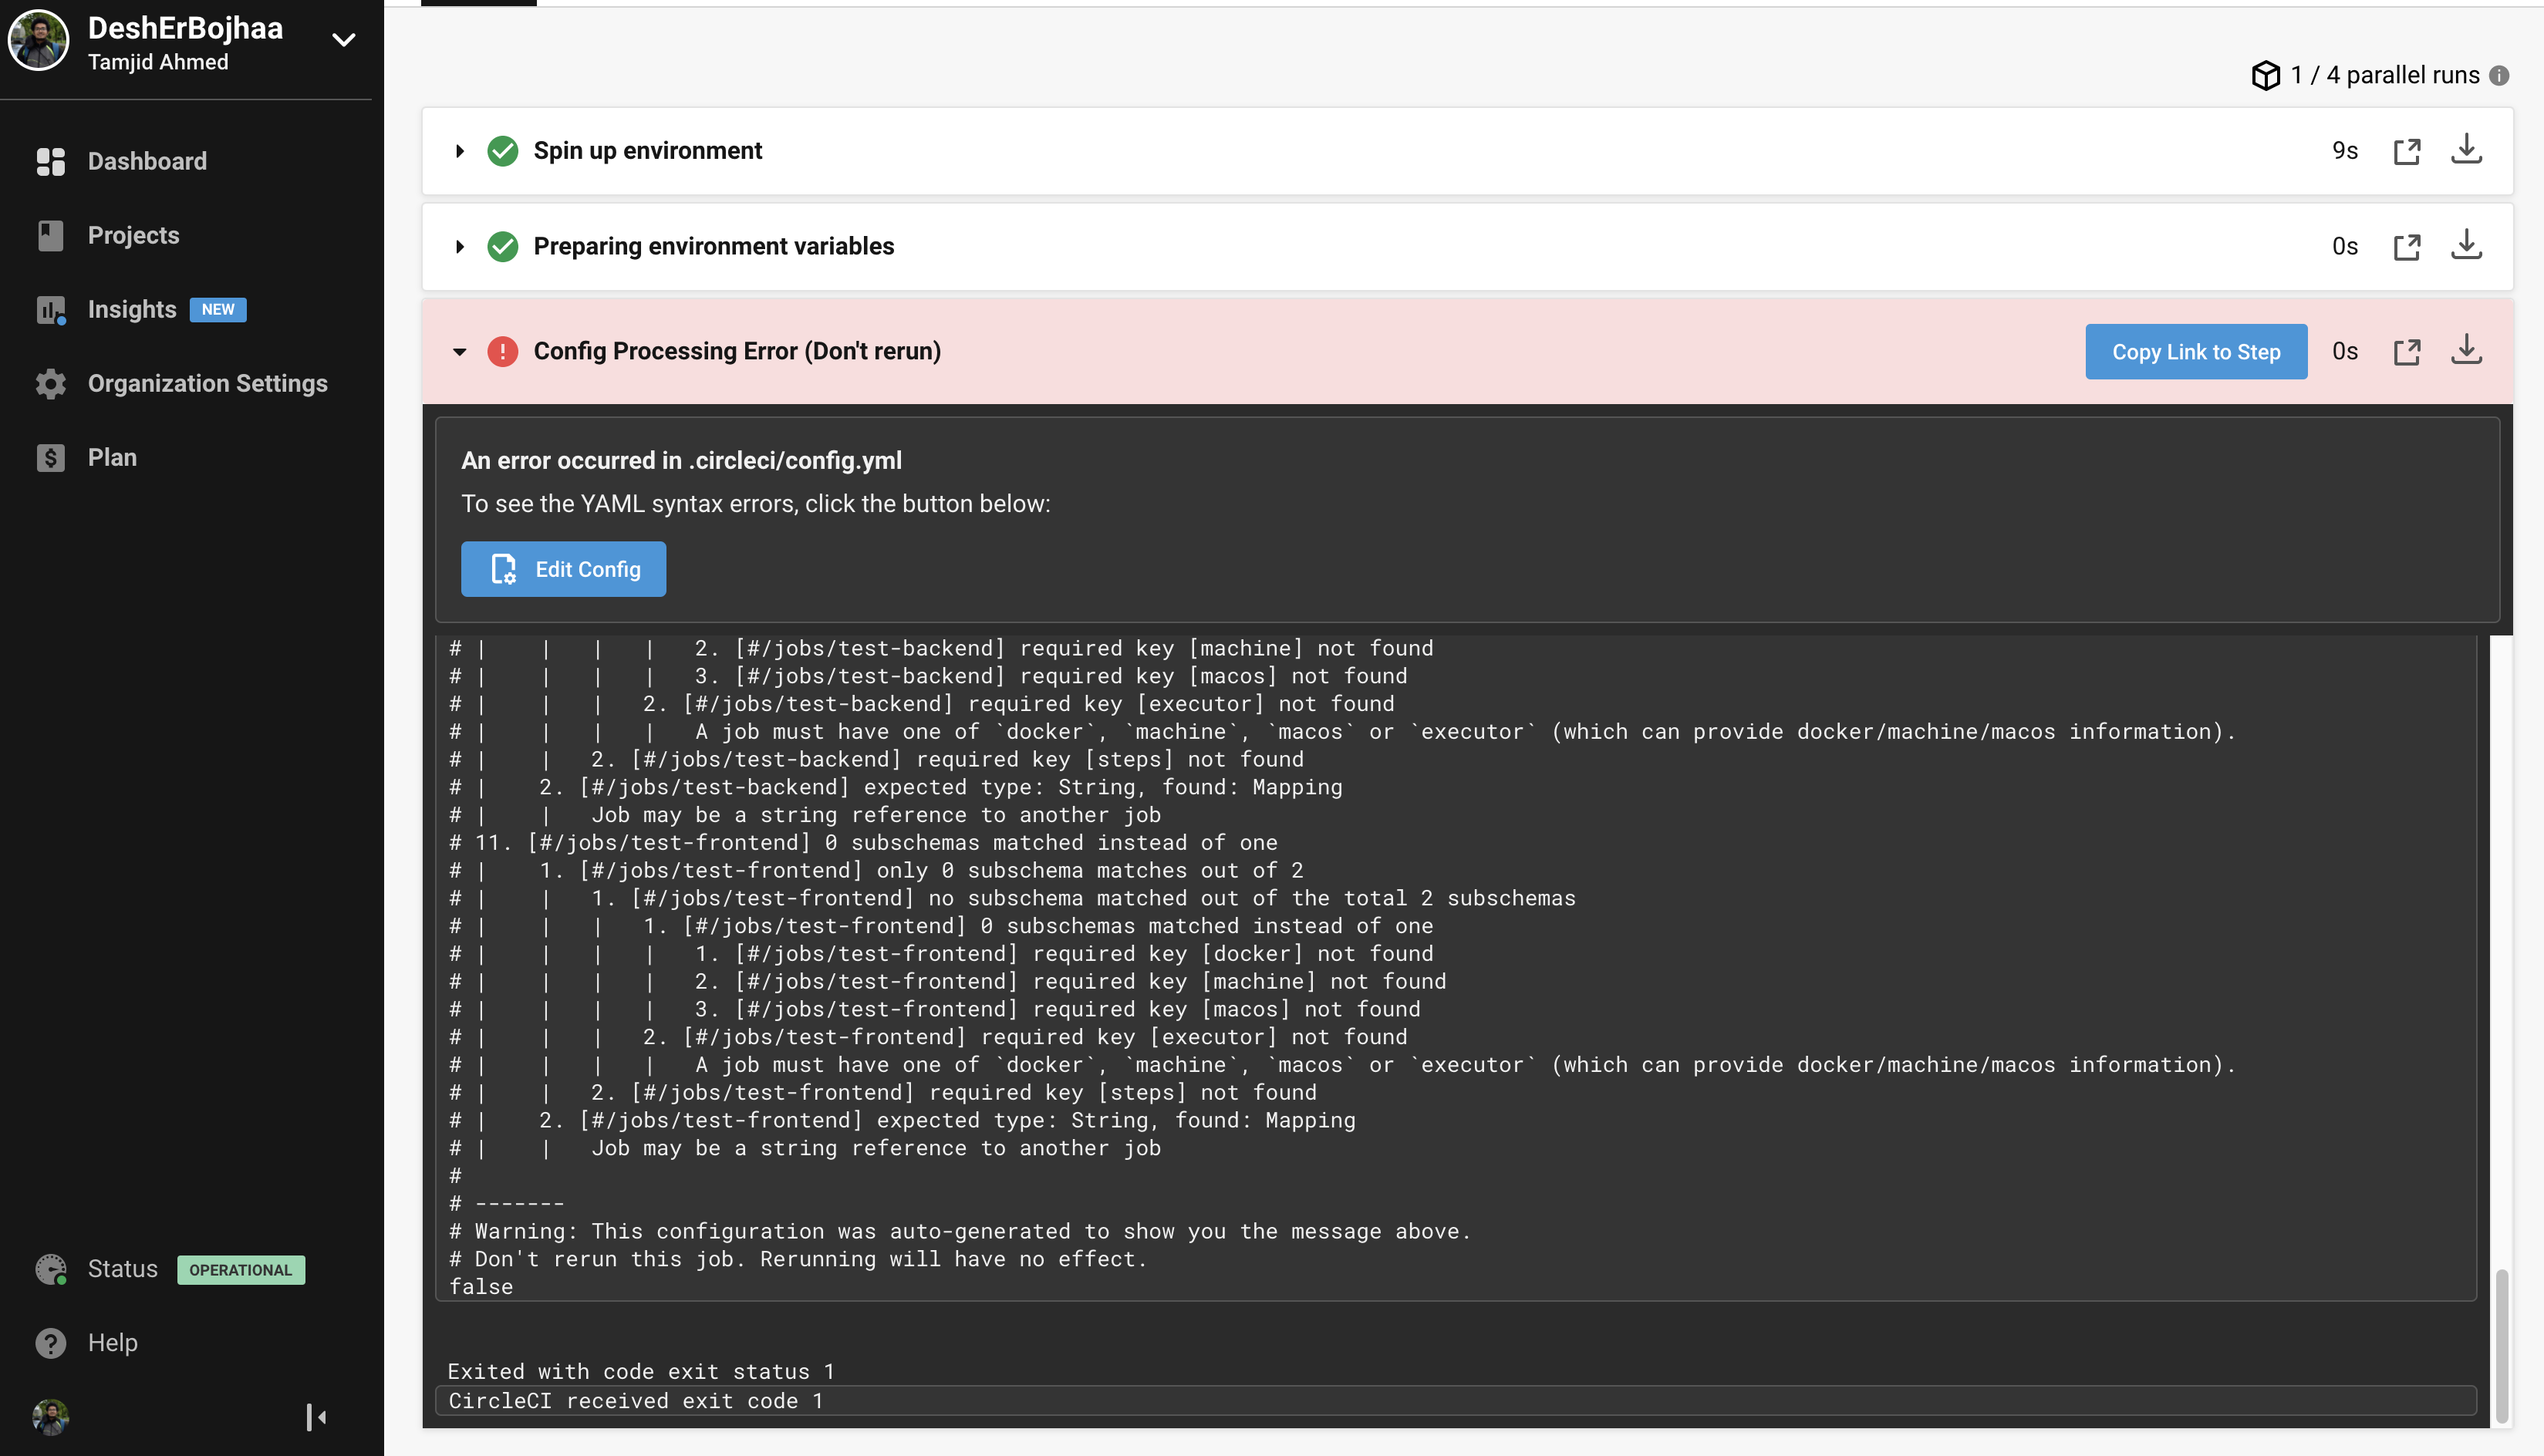 DeshErBojhaa
Tamjid Ahmed
Dashboard
Projects
Insights NEW
Organization Settings
Plan
Status OPERATIONAL
Help
1 / 4 parallel runs
Spin up environment 9s
Preparing environment variables 0s
Config Processing Error (Don't rerun) Copy Link to Step 0s
An error occurred in .circleci/config.yml
To see the YAML syntax errors, click the button below:
Edit Config
# |    |   |   |   2. [#/jobs/test-backend] required key [machine] not found
# |    |   |   |   3. [#/jobs/test-backend] required key [macos] not found
# |    |   |   2. [#/jobs/test-backend] required key [executor] not found
# |    |   |   |   A job must have one of `docker`, `machine`, `macos` or `executor` (which can provide docker/machine/macos information).
# |    |   2. [#/jobs/test-backend] required key [steps] not found
# |    2. [#/jobs/test-backend] expected type: String, found: Mapping
# |    |   Job may be a string reference to another job
# 11. [#/jobs/test-frontend] 0 subschemas matched instead of one
# |    1. [#/jobs/test-frontend] only 0 subschema matches out of 2
# |    |   1. [#/jobs/test-frontend] no subschema matched out of the total 2 subschemas
# |    |   |   1. [#/jobs/test-frontend] 0 subschemas matched instead of one
# |    |   |   |   1. [#/jobs/test-frontend] required key [docker] not found
# |    |   |   |   2. [#/jobs/test-frontend] required key [machine] not found
# |    |   |   |   3. [#/jobs/test-frontend] required key [macos] not found
# |    |   |   2. [#/jobs/test-frontend] required key [executor] not found
# |    |   |   |   A job must have one of `docker`, `machine`, `macos` or `executor` (which can provide docker/machine/macos information).
# |    |   2. [#/jobs/test-frontend] required key [steps] not found
# |    2. [#/jobs/test-frontend] expected type: String, found: Mapping
# |    |   Job may be a string reference to another job
#
# -------
# Warning: This configuration was auto-generated to show you the message above.
# Don't rerun this job. Rerunning will have no effect.
false
Exited with code exit status 1
CircleCI received exit code 1